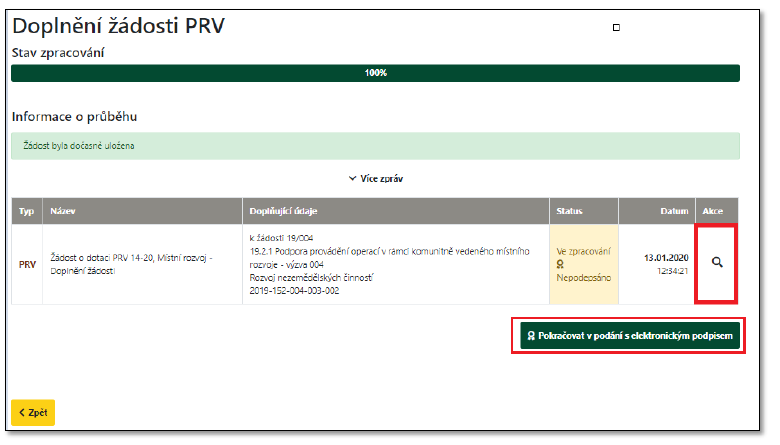 Doplnění žádosti PRV
Stav zpracování
100%
Informace o průběhu
Žádost byla dočasně uložena
Více zpráv
Typ Název Doplňující údaje Status Datum Akce
k žádosti 19/004
19.2.1 Podpora provádění operací v rámci komunitně vedeného místního
rozvoje - výzva 004
Rozvoj nezemědělských činností
2019-152-004-003-002
PRV
Žádost o dotaci PRV 14-20, Místní rozvoj -
Doplnění žádosti
Ve zpracování
Nepodepsáno
13.01.2020
12:34:21
Pokračovat v podání s elektronickým podpisem
Zpět